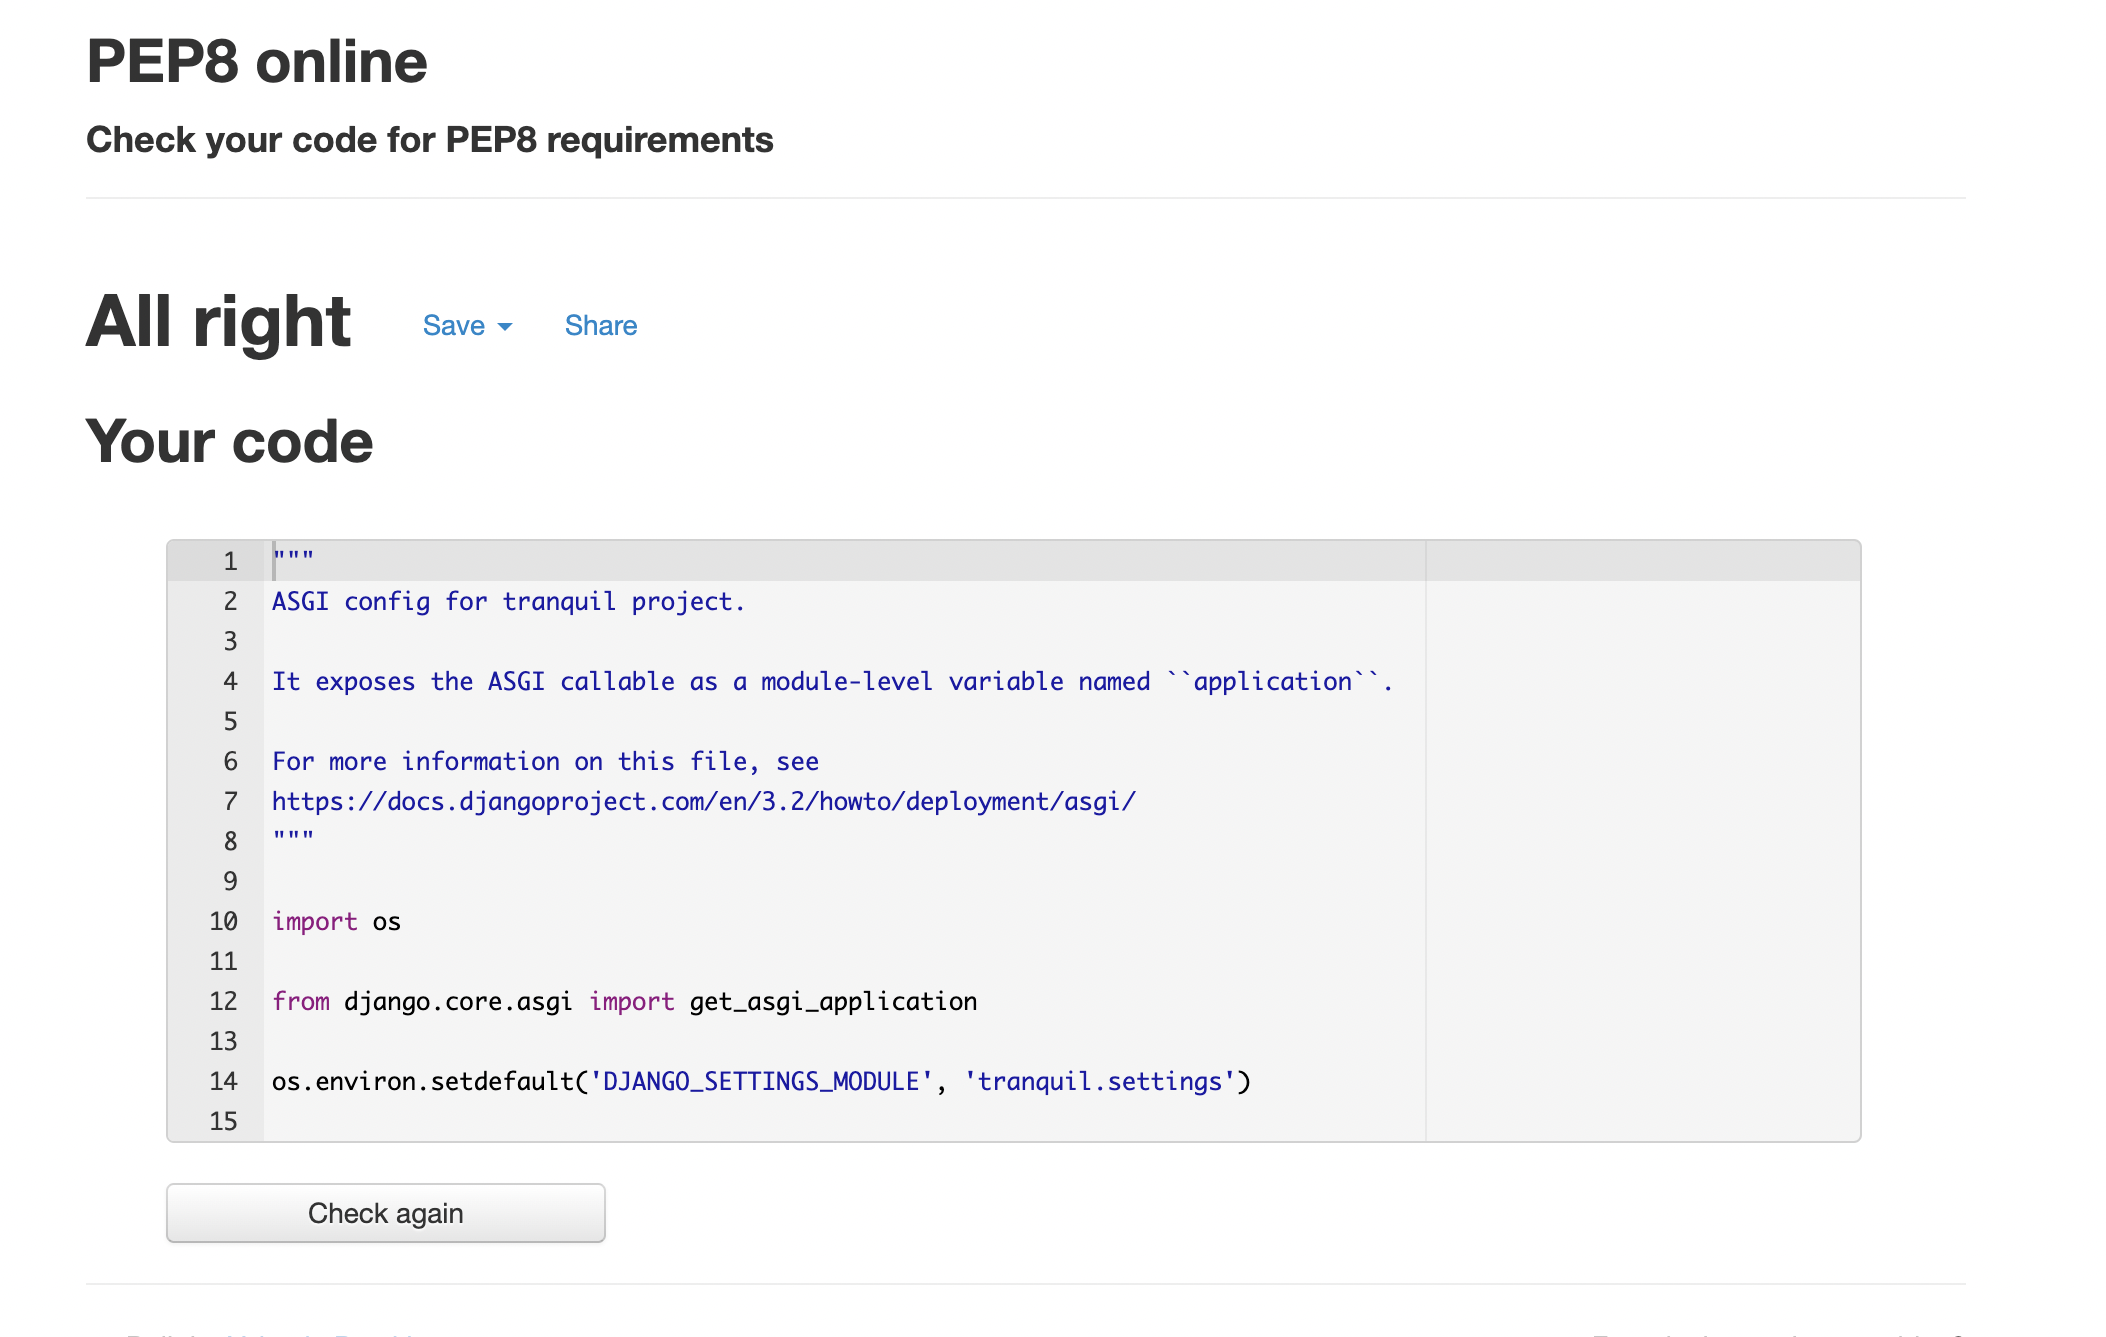 PEP8 online
Check your code for PEP8 requirements
All right
Save
Share
Your code
1 """
2 ASGI config for tranquil project.
3
4 It exposes the ASGI callable as a module-level variable named ``application``.
5
6 For more information on this file, see
7 https://docs.djangoproject.com/en/3.2/howto/deployment/asgi/
8 """
9
10 import os
11
12 from django.core.asgi import get_asgi_application
13
14 os.environ.setdefault('DJANGO_SETTINGS_MODULE', 'tranquil.settings')
15
Check again